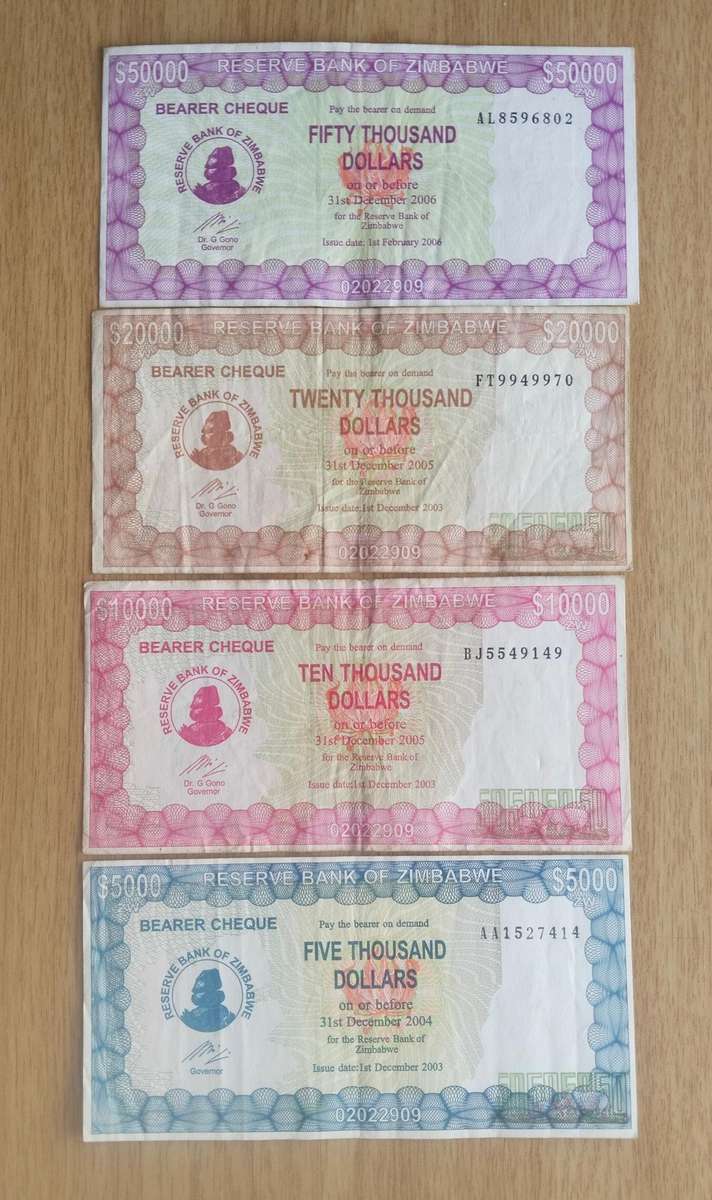 $50000 RESERVE BANK OF ZIMBABWE $50000
ZW ZW
BEARER CHEQUE Pay the bearer on demand AL8596802
RESERVE BANK OF ZIMBABWE
FIFTY THOUSAND
DOLLARS
on or before
31st December 2006
for the Reserve Bank of
Zimbabwe
Dr. G Gono
Governor
Issue date: 1st February 2006
02022909
$20000 RESERVE BANK OF ZIMBABWE $20000
ZW
BEARER CHEQUE Pay the bearer on demand FT9949970
RESERVE BANK OF ZIMBABWE
TWENTY THOUSAND
DOLLARS
on or before
31st December 2005
for the Reserve Bank of
Zimbabwe
Dr. G Gono
Governor
Issue date:1st December 2003
02022909
$10000 RESERVE BANK OF ZIMBABWE $10000
ZW
BEARER CHEQUE Pay the bearer on demand BJ5549149
RESERVE BANK OF ZIMBABWE
TEN THOUSAND
DOLLARS
on or before
31st December 2005
for the Reserve Bank of
Zimbabwe
Dr. G Gono
Governor
Issue date:1st December 2003
02022909
$5000 RESERVE BANK OF ZIMBABWE $5000
ZW
BEARER CHEQUE Pay the bearer on demand AA1527414
RESERVE BANK OF ZIMBABWE
FIVE THOUSAND
DOLLARS
on or before
31st December 2004
for the Reserve Bank of
Zimbabwe
Governor
Issue date:1st December 2003
02022909